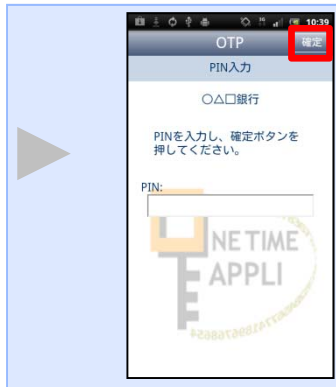 10:39
OTP
確定
PIN入力
○△□銀行
PINを入力し、確定ボタンを
押してください。
PIN:
NE TIME
APPLI